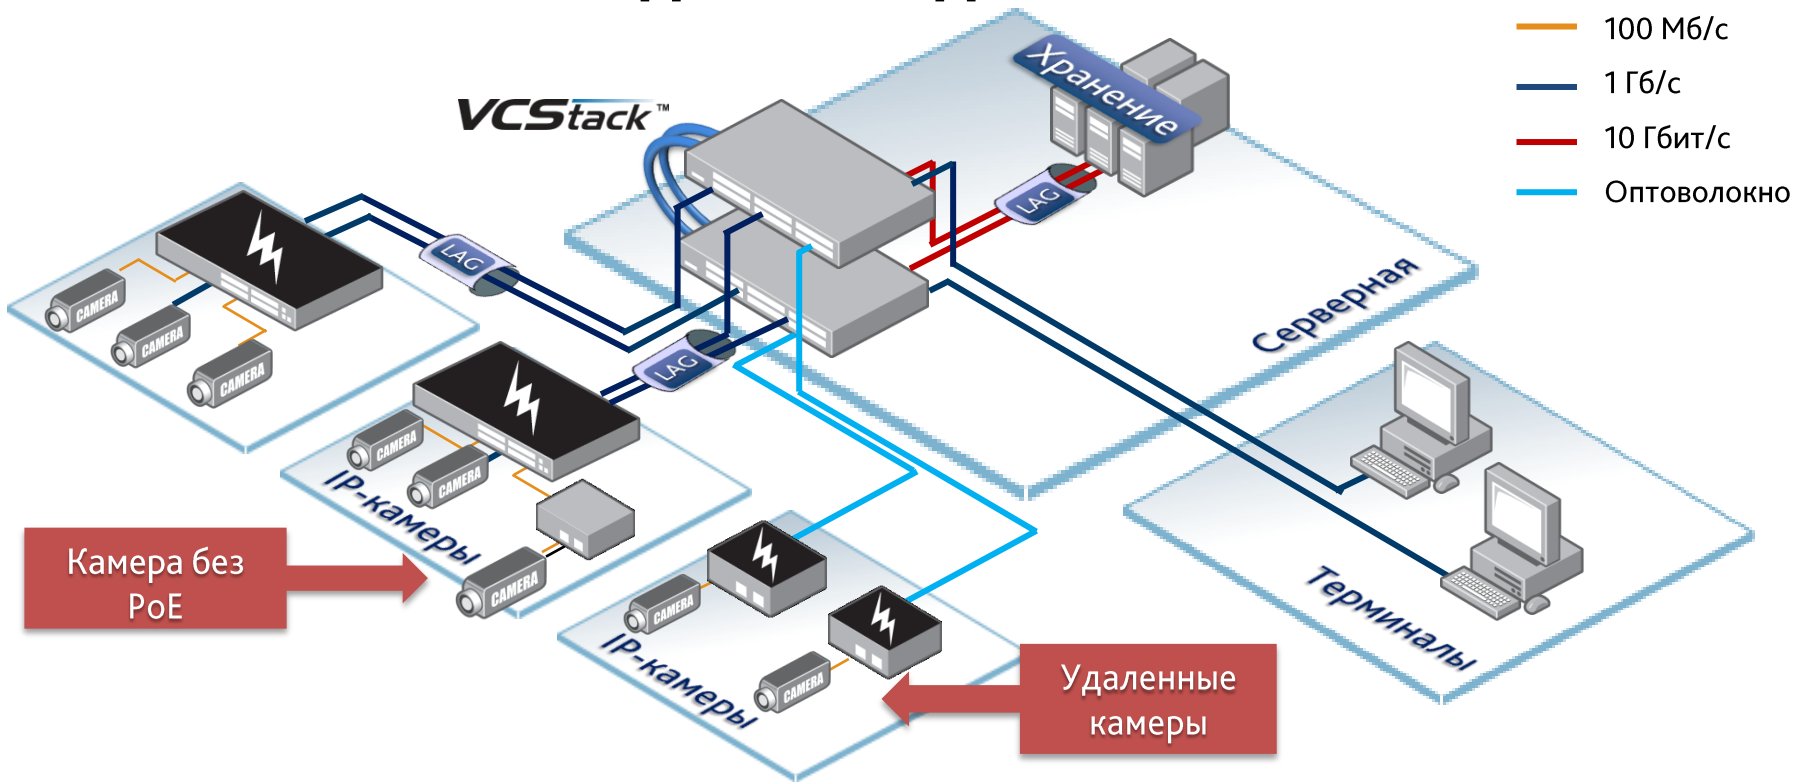 100 Мб/с
1 Гб/с
10 Гбит/с
Оптоволокно
VCStack™
Хранение
LAG
LAG
LAG
Серверная
CAMERA
CAMERA
CAMERA
CAMERA
CAMERA
IP-камеры
CAMERA
Камера без
PoE
CAMERA
IP-камеры
CAMERA
Удаленные
камеры
Терминалы